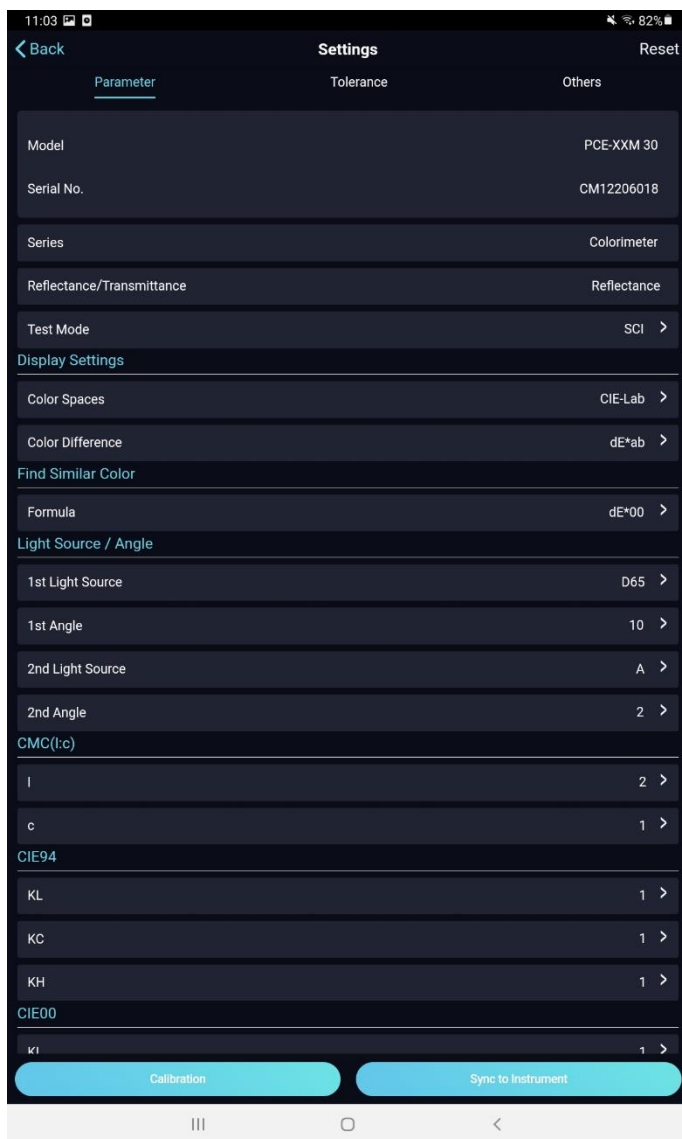 11:03 82%
Back Settings Reset
Parameter Tolerance Others
Model PCE-XXM 30
Serial No. CM12206018
Series Colorimeter
Reflectance/Transmittance Reflectance
Test Mode SCI
Display Settings
Color Spaces CIE-Lab
Color Difference dE*ab
Find Similar Color
Formula dE*00
Light Source / Angle
1st Light Source D65
1st Angle 10
2nd Light Source A
2nd Angle 2
CMC(l:c)
l 2
c 1
CIE94
KL 1
KC 1
KH 1
CIE00
KL 1
Calibration Sync to Instrument